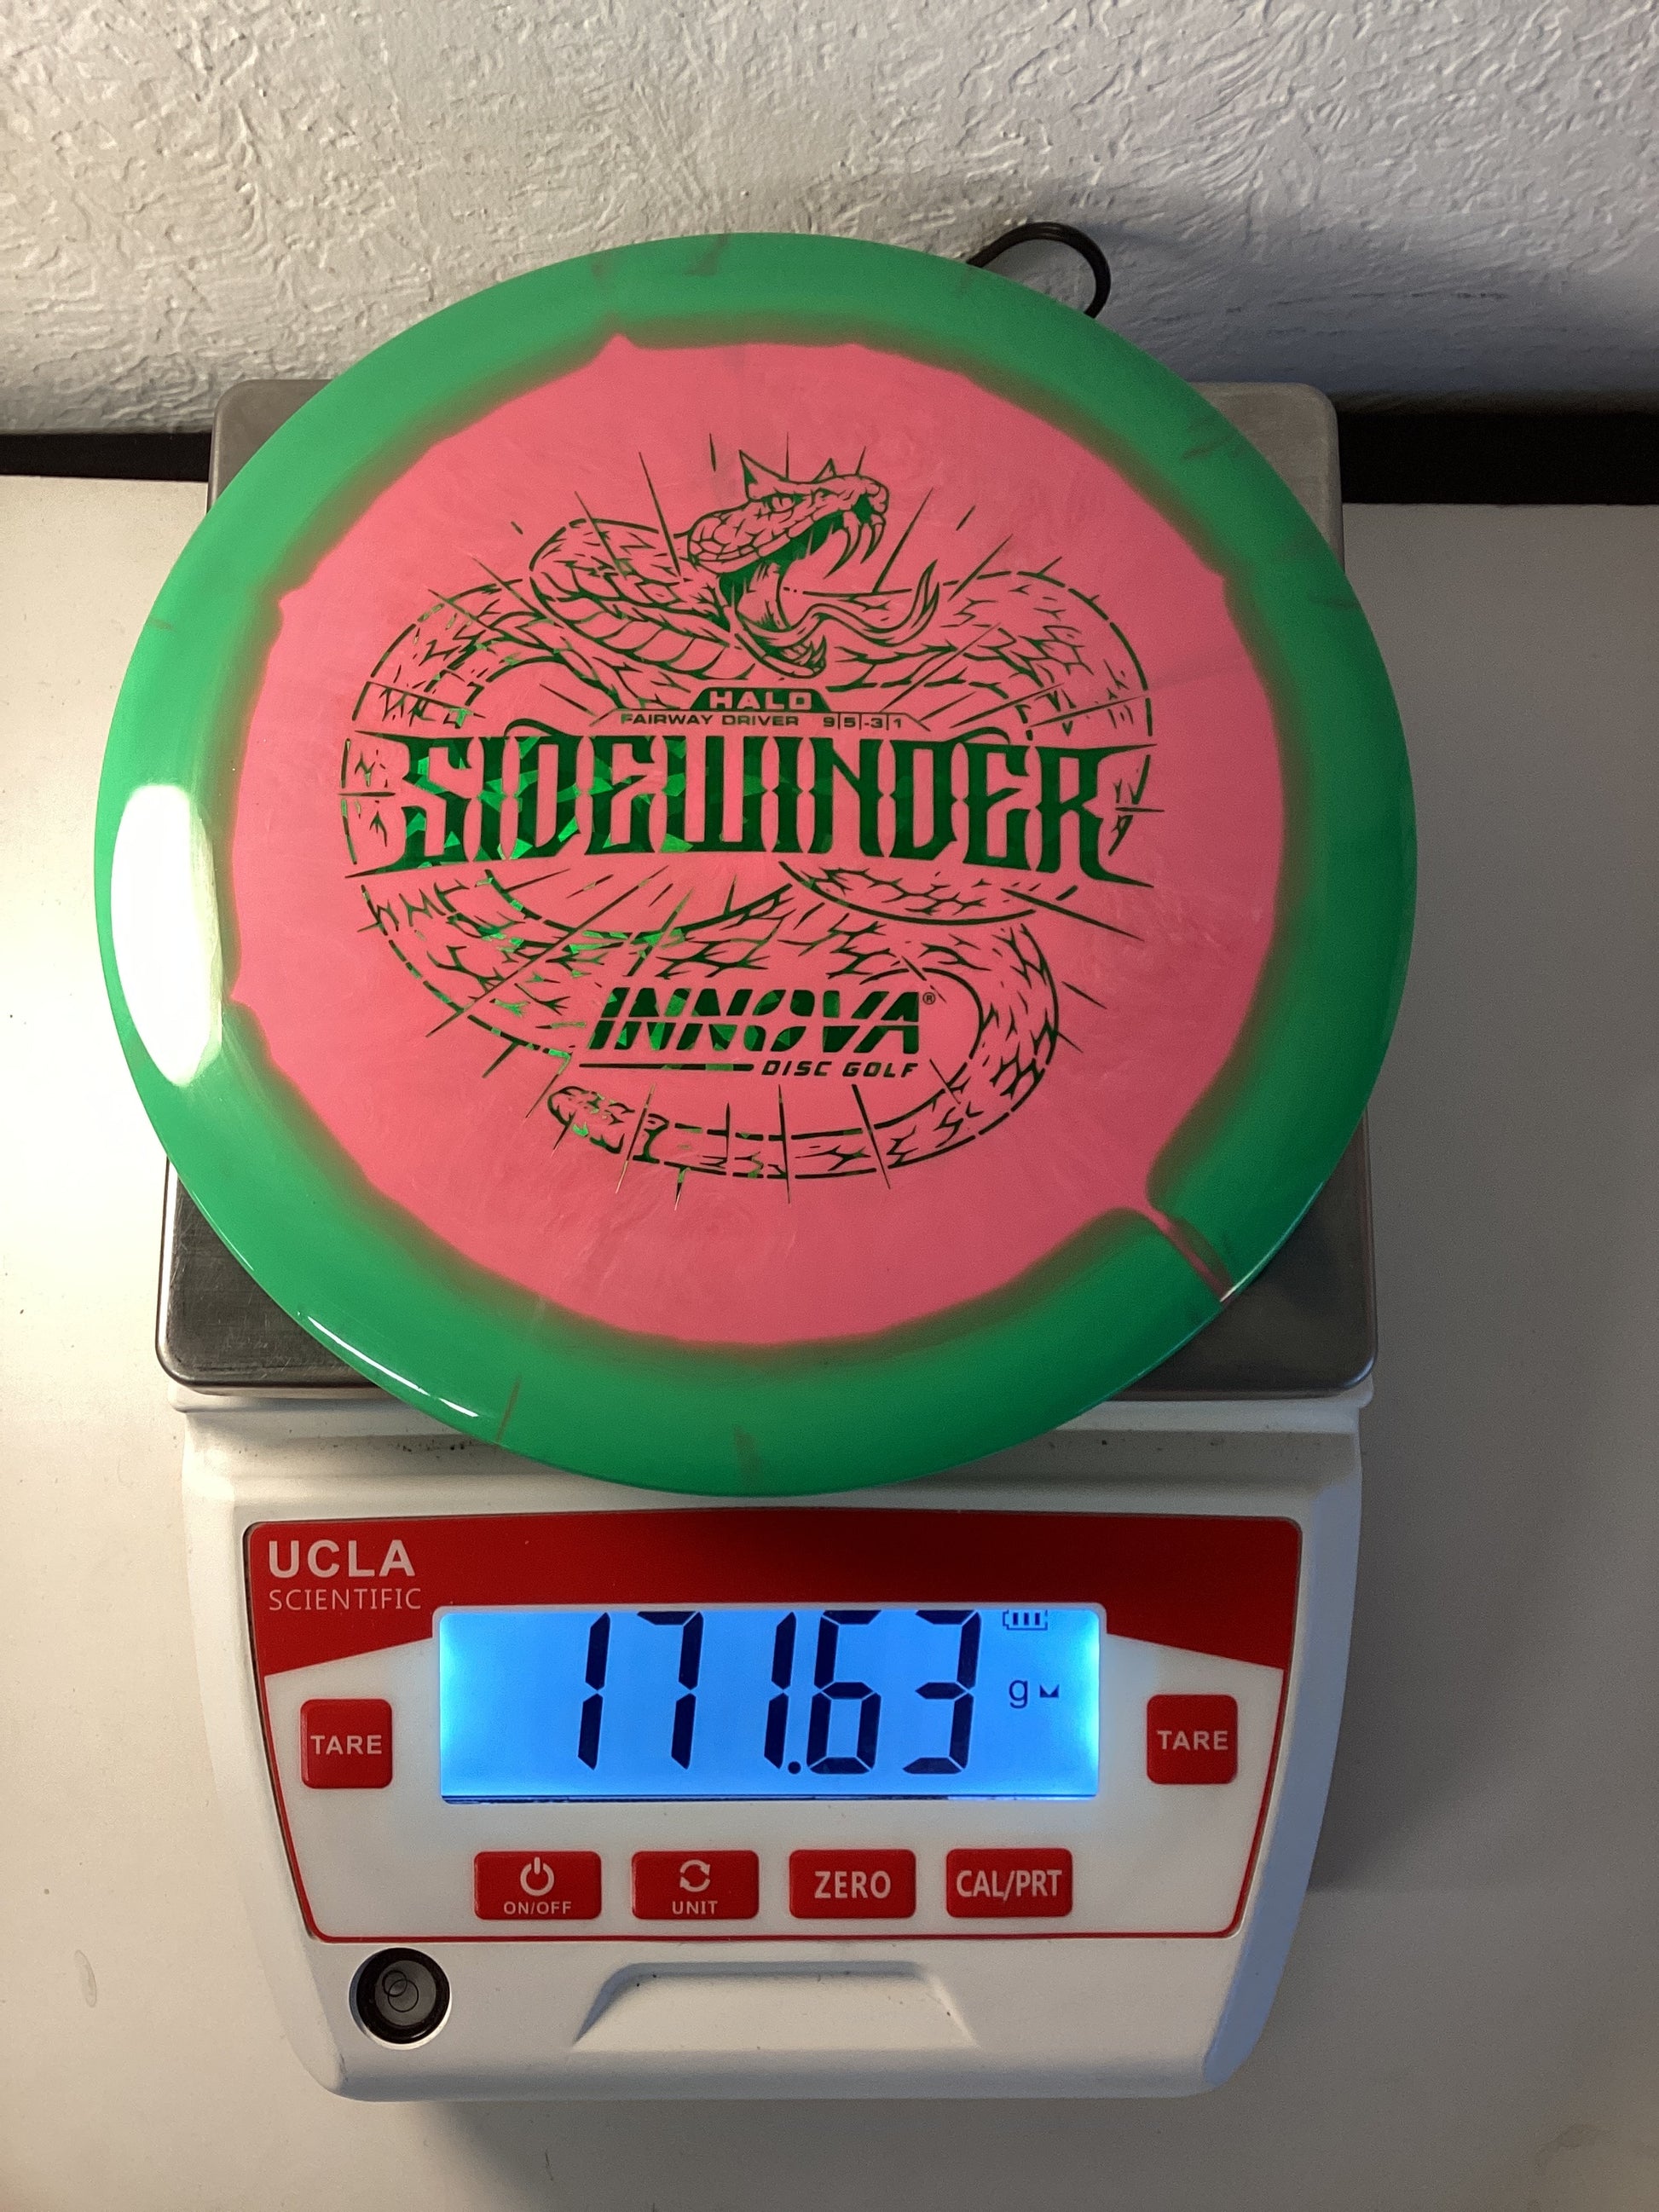 HALO
FAIRWAY DRIVER 9|5|-3|1
SIDEWINDER
INNOVA®
DISC GOLF
UCLA
SCIENTIFIC
171.63 g
TARE
TARE
ON/OFF
UNIT
ZERO
CAL/PRT